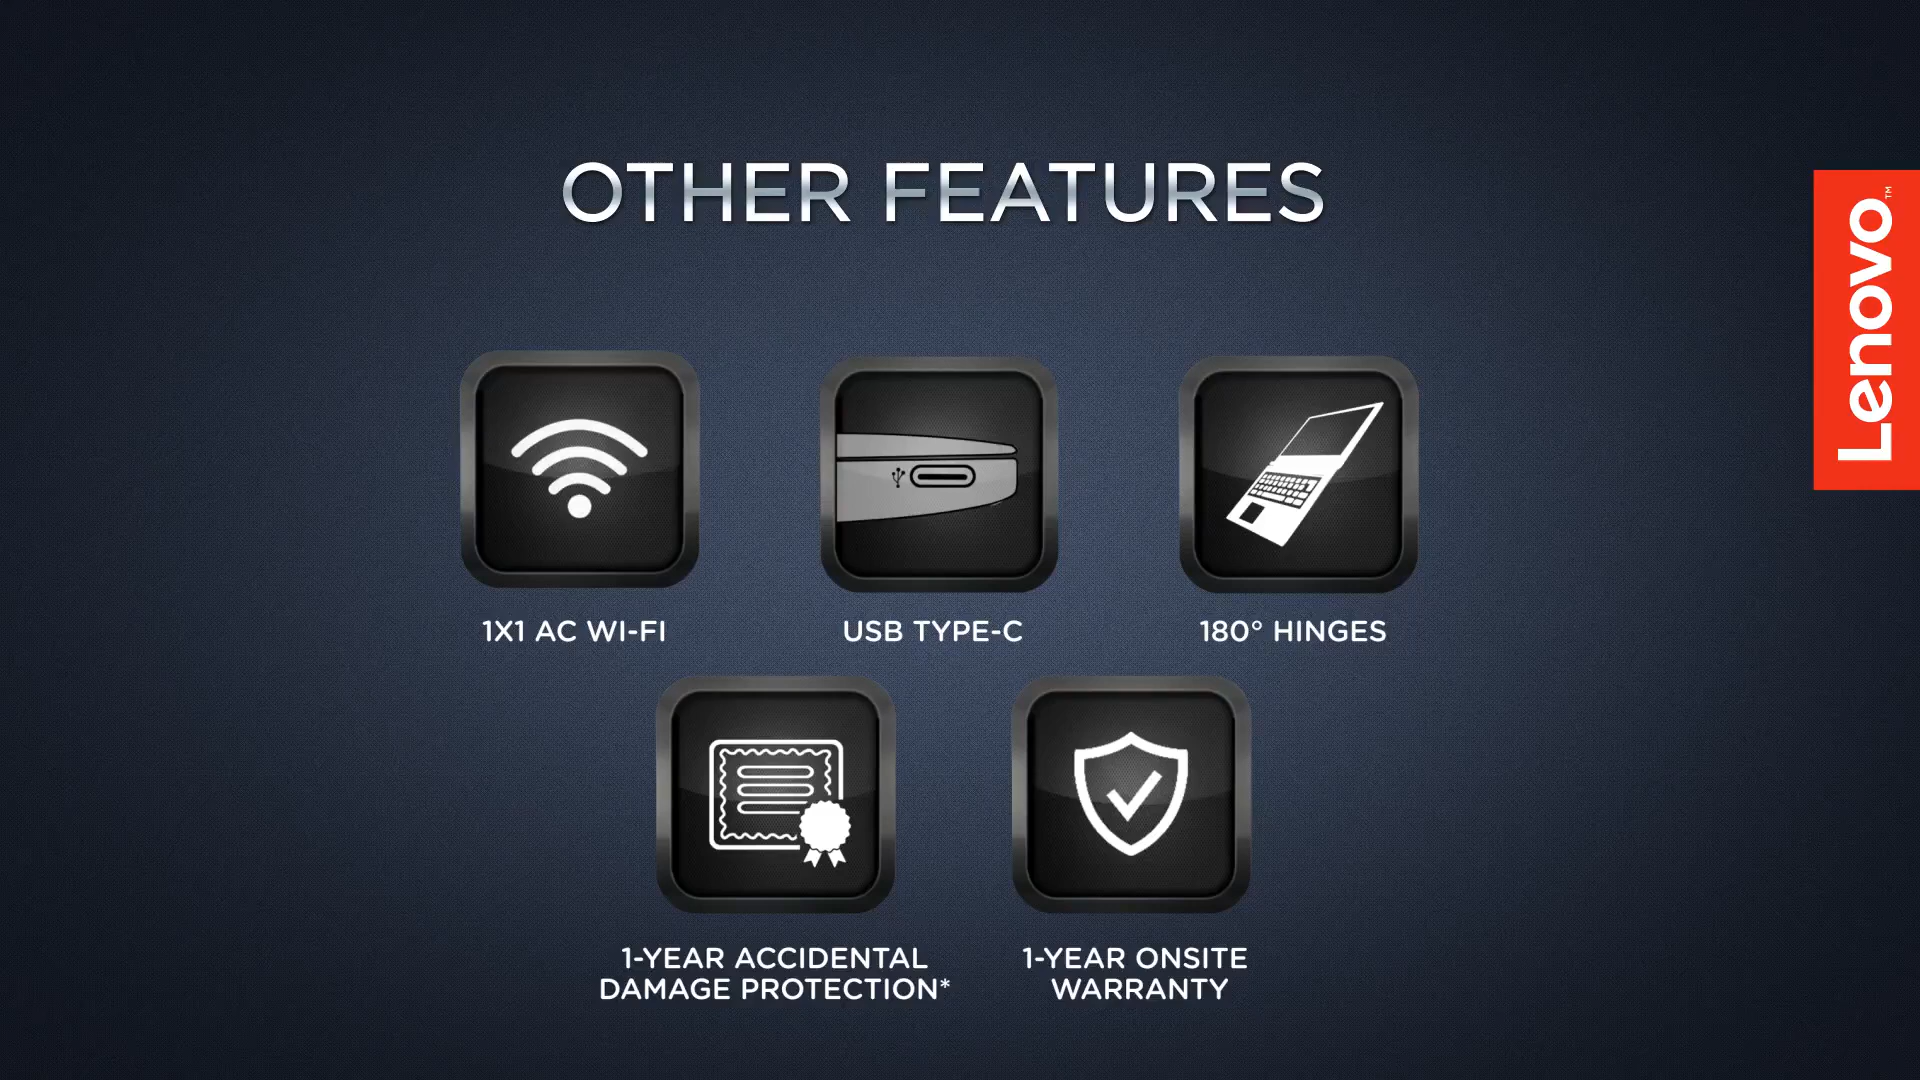 OTHER FEATURES
Lenovo™
1X1 AC WI-FI
USB TYPE-C
180° HINGES
1-YEAR ACCIDENTAL
DAMAGE PROTECTION*
1-YEAR ONSITE
WARRANTY